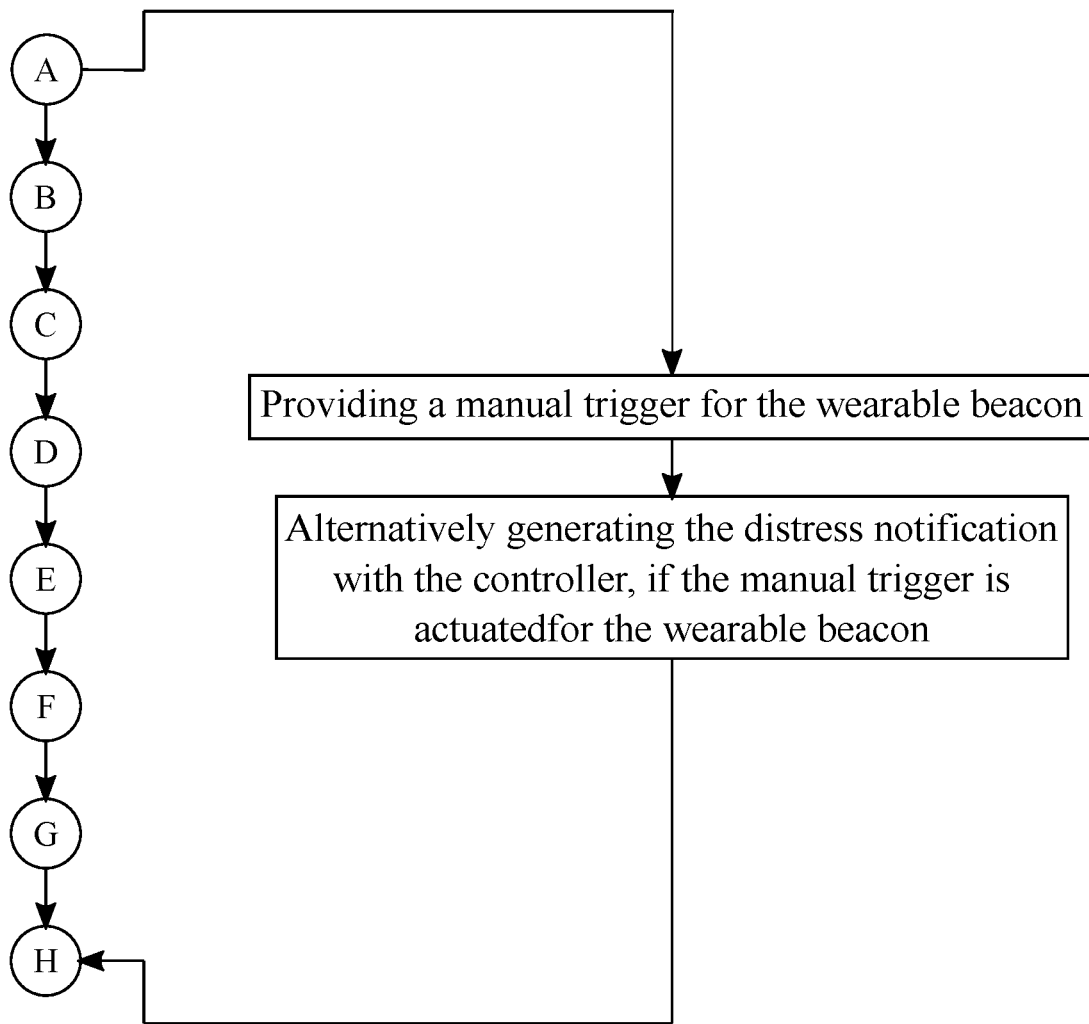 A
B
C
D
E
F
G
H
Providing a manual trigger for the wearable beacon
Alternatively generating the distress notification
with the controller, if the manual trigger is
actuatedfor the wearable beacon